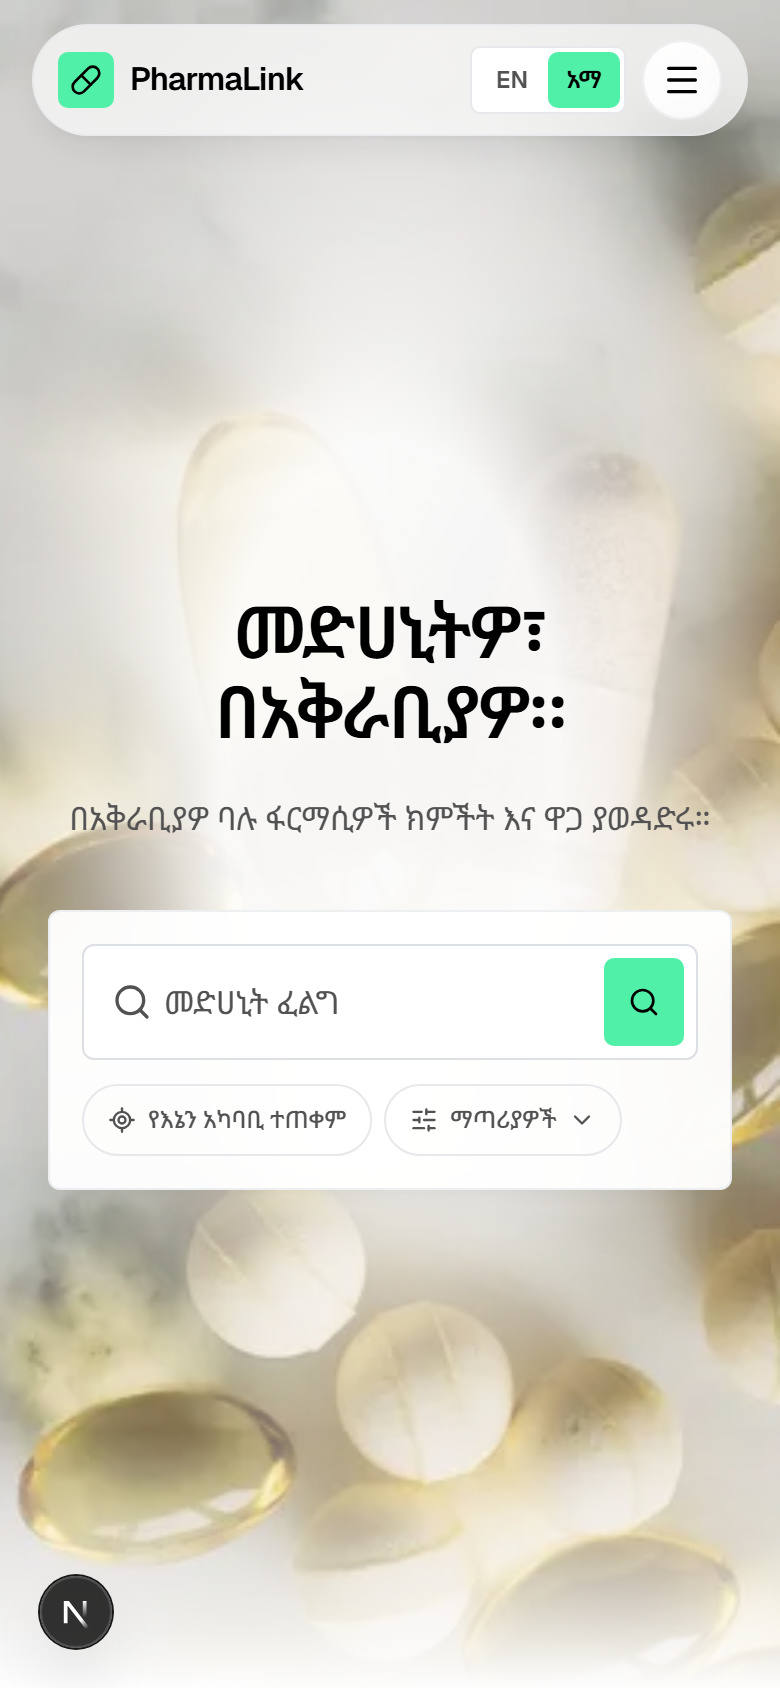 PharmaLink
EN
አማ
መድሀኒትዎ፣
በአቅራቢያዎ።
በአቅራቢያዎ ባሉ ፋርማሲዎች ክምችት እና ዋጋ ያወዳድሩ።
መድሀኒት ፈልግ
የእኔን አካባቢ ተጠቀም
ማጣሪያዎች
N